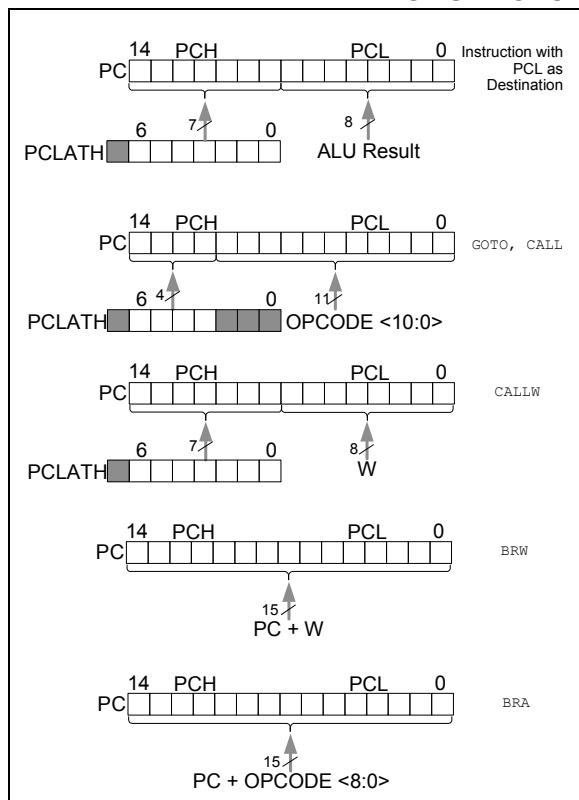 14 PCH PCL 0 Instruction with
PC PCL as
Destination
7 8
6 0
PCLATH ALU Result
14 PCH PCL 0
PC GOTO, CALL
6 4 0 11
PCLATH OPCODE <10:0>
14 PCH PCL 0
PC CALLW
7 8
6 0
PCLATH W
14 PCH PCL 0
PC BRW
15
PC + W
14 PCH PCL 0
PC BRA
15
PC + OPCODE <8:0>